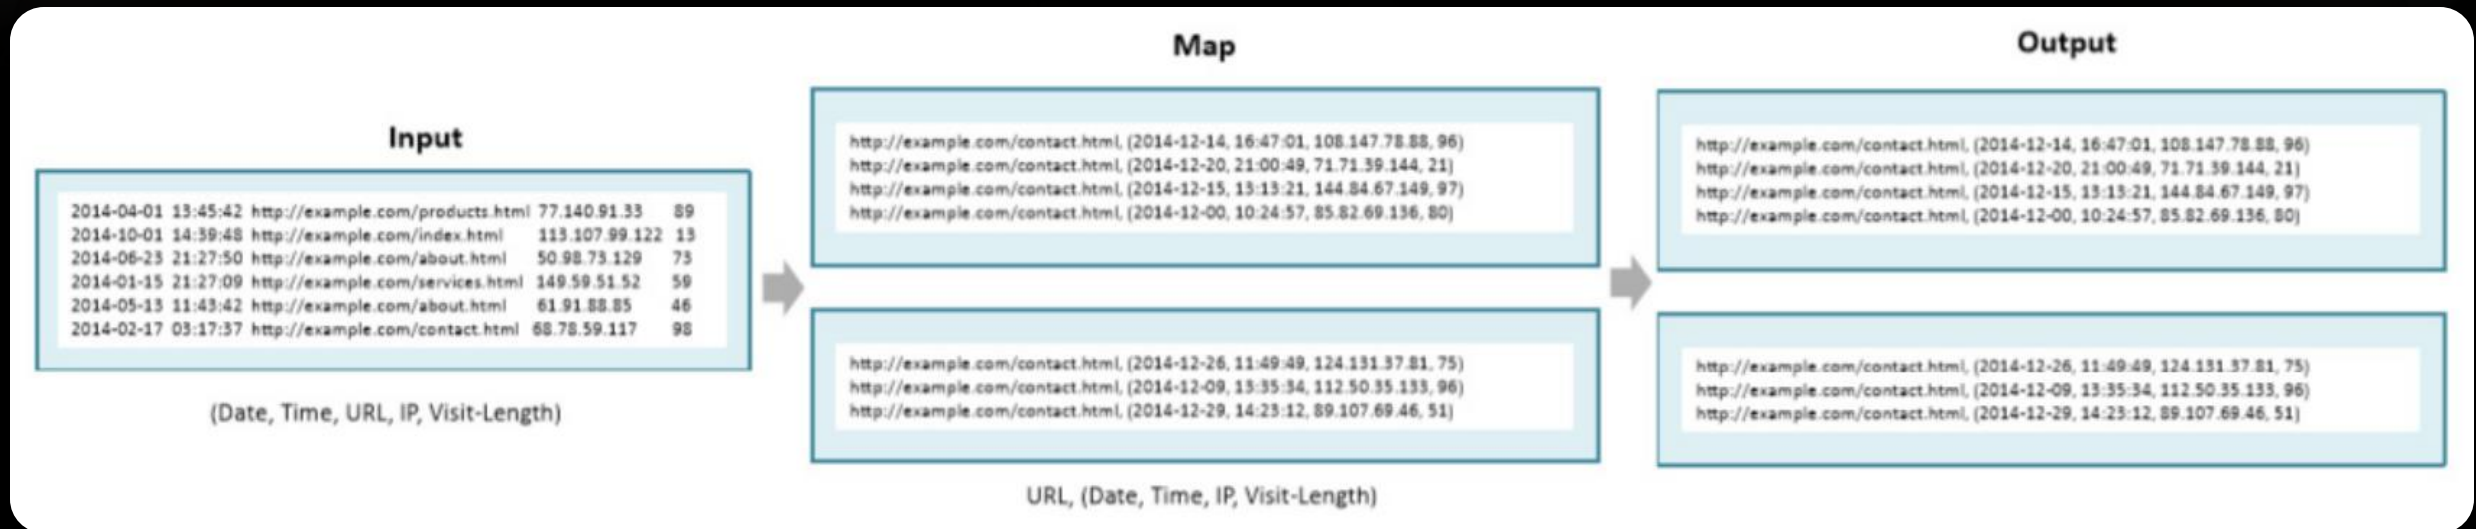 Input
2014-04-01 13:45:42 http://example.com/products.html 77.140.91.33 89
2014-10-01 14:39:48 http://example.com/index.html 113.107.99.122 13
2014-06-23 21:27:50 http://example.com/about.html 50.98.73.129 73
2014-01-15 21:27:09 http://example.com/services.html 149.59.51.52 59
2014-05-13 11:43:42 http://example.com/about.html 61.91.88.85 46
2014-02-17 03:17:37 http://example.com/contact.html 68.78.59.117 98
(Date, Time, URL, IP, Visit-Length)
Map
http://example.com/contact.html, (2014-12-14, 16:47:01, 108.147.78.88, 96)
http://example.com/contact.html, (2014-12-20, 21:00:49, 71.71.39.144, 21)
http://example.com/contact.html, (2014-12-15, 13:13:21, 144.84.67.149, 97)
http://example.com/contact.html, (2014-12-00, 10:24:57, 85.82.69.136, 80)
http://example.com/contact.html, (2014-12-26, 11:49:49, 124.131.37.81, 75)
http://example.com/contact.html, (2014-12-09, 13:35:34, 112.50.35.133, 96)
http://example.com/contact.html, (2014-12-29, 14:23:12, 89.107.69.46, 51)
URL, (Date, Time, IP, Visit-Length)
Output
http://example.com/contact.html, (2014-12-14, 16:47:01, 108.147.78.88, 96)
http://example.com/contact.html, (2014-12-20, 21:00:49, 71.71.39.144, 21)
http://example.com/contact.html, (2014-12-15, 13:13:21, 144.84.67.149, 97)
http://example.com/contact.html, (2014-12-00, 10:24:57, 85.82.69.136, 80)
http://example.com/contact.html, (2014-12-26, 11:49:49, 124.131.37.81, 75)
http://example.com/contact.html, (2014-12-09, 13:35:34, 112.50.35.133, 96)
http://example.com/contact.html, (2014-12-29, 14:23:12, 89.107.69.46, 51)